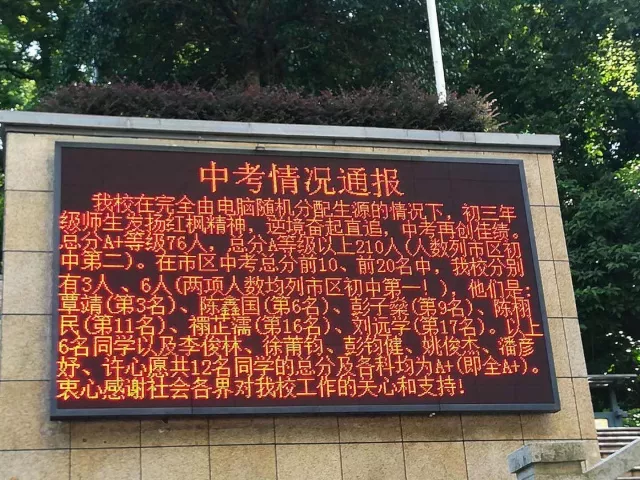 中考情况通报
我校在完全由电脑随机分配生源的情况下，初三年
级师生发扬红枫精神，逆境奋起直追，中考再创佳绩。
总分A+等级76人，总分A等级以上210人(人数列市区初
中第二)。在市区中考总分前10、前20名中，我校分别
有3人、6人(两项人数均列市区初中第一！)，他们是：
覃靖(第3名)、陈鑫国(第6名)、彭子燊(第9名)、陈栩
民(第11名)、禤芷濡(第16名)、刘远学(第17名)。以上
6名同学以及李俊林、徐萧钧、彭钧健、姚俊杰、潘彦
妤、许心愿共12名同学的总分及各科均为A+(即全A+)。
衷心感谢社会各界对我校工作的关心和支持！